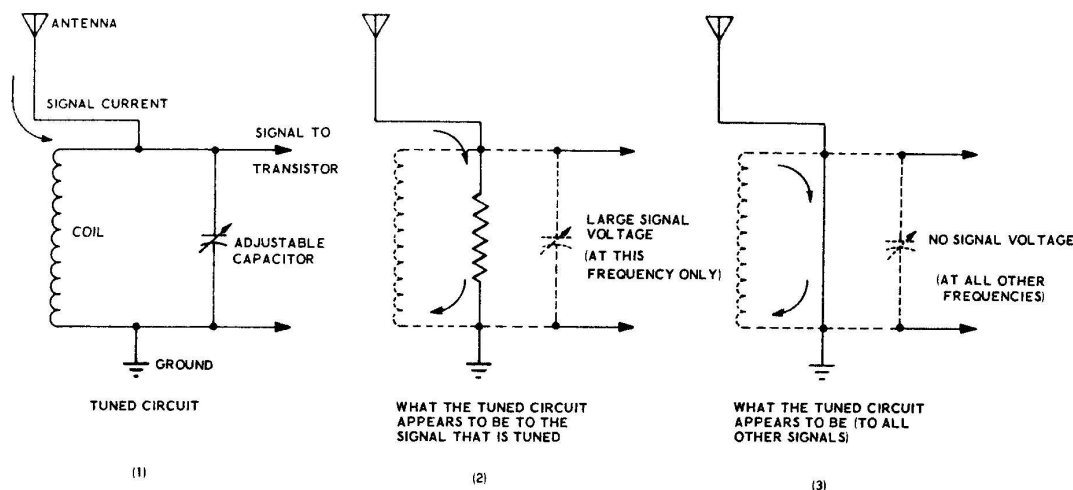 ANTENNA
SIGNAL CURRENT
SIGNAL TO
TRANSISTOR
COIL
ADJUSTABLE
CAPACITOR
GROUND
TUNED CIRCUIT
(1)
LARGE SIGNAL
VOLTAGE
(AT THIS
FREQUENCY ONLY)
WHAT THE TUNED CIRCUIT
APPEARS TO BE TO THE
SIGNAL THAT IS TUNED
(2)
NO SIGNAL VOLTAGE
(AT ALL OTHER
FREQUENCIES)
WHAT THE TUNED CIRCUIT
APPEARS TO BE (TO ALL
OTHER SIGNALS)
(3)